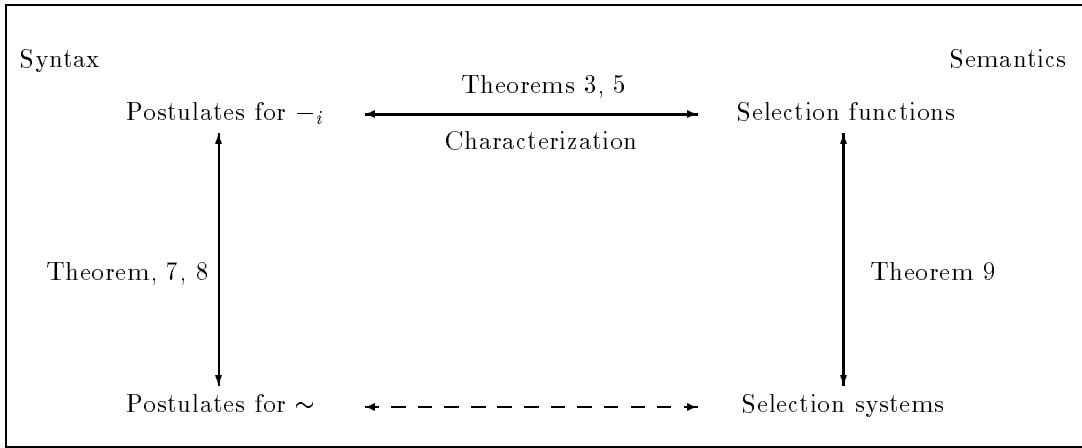 Syntax
Semantics
Theorems 3, 5
Postulates for −ᵢ
Selection functions
Characterization
Theorem, 7, 8
Theorem 9
Postulates for ∼
Selection systems